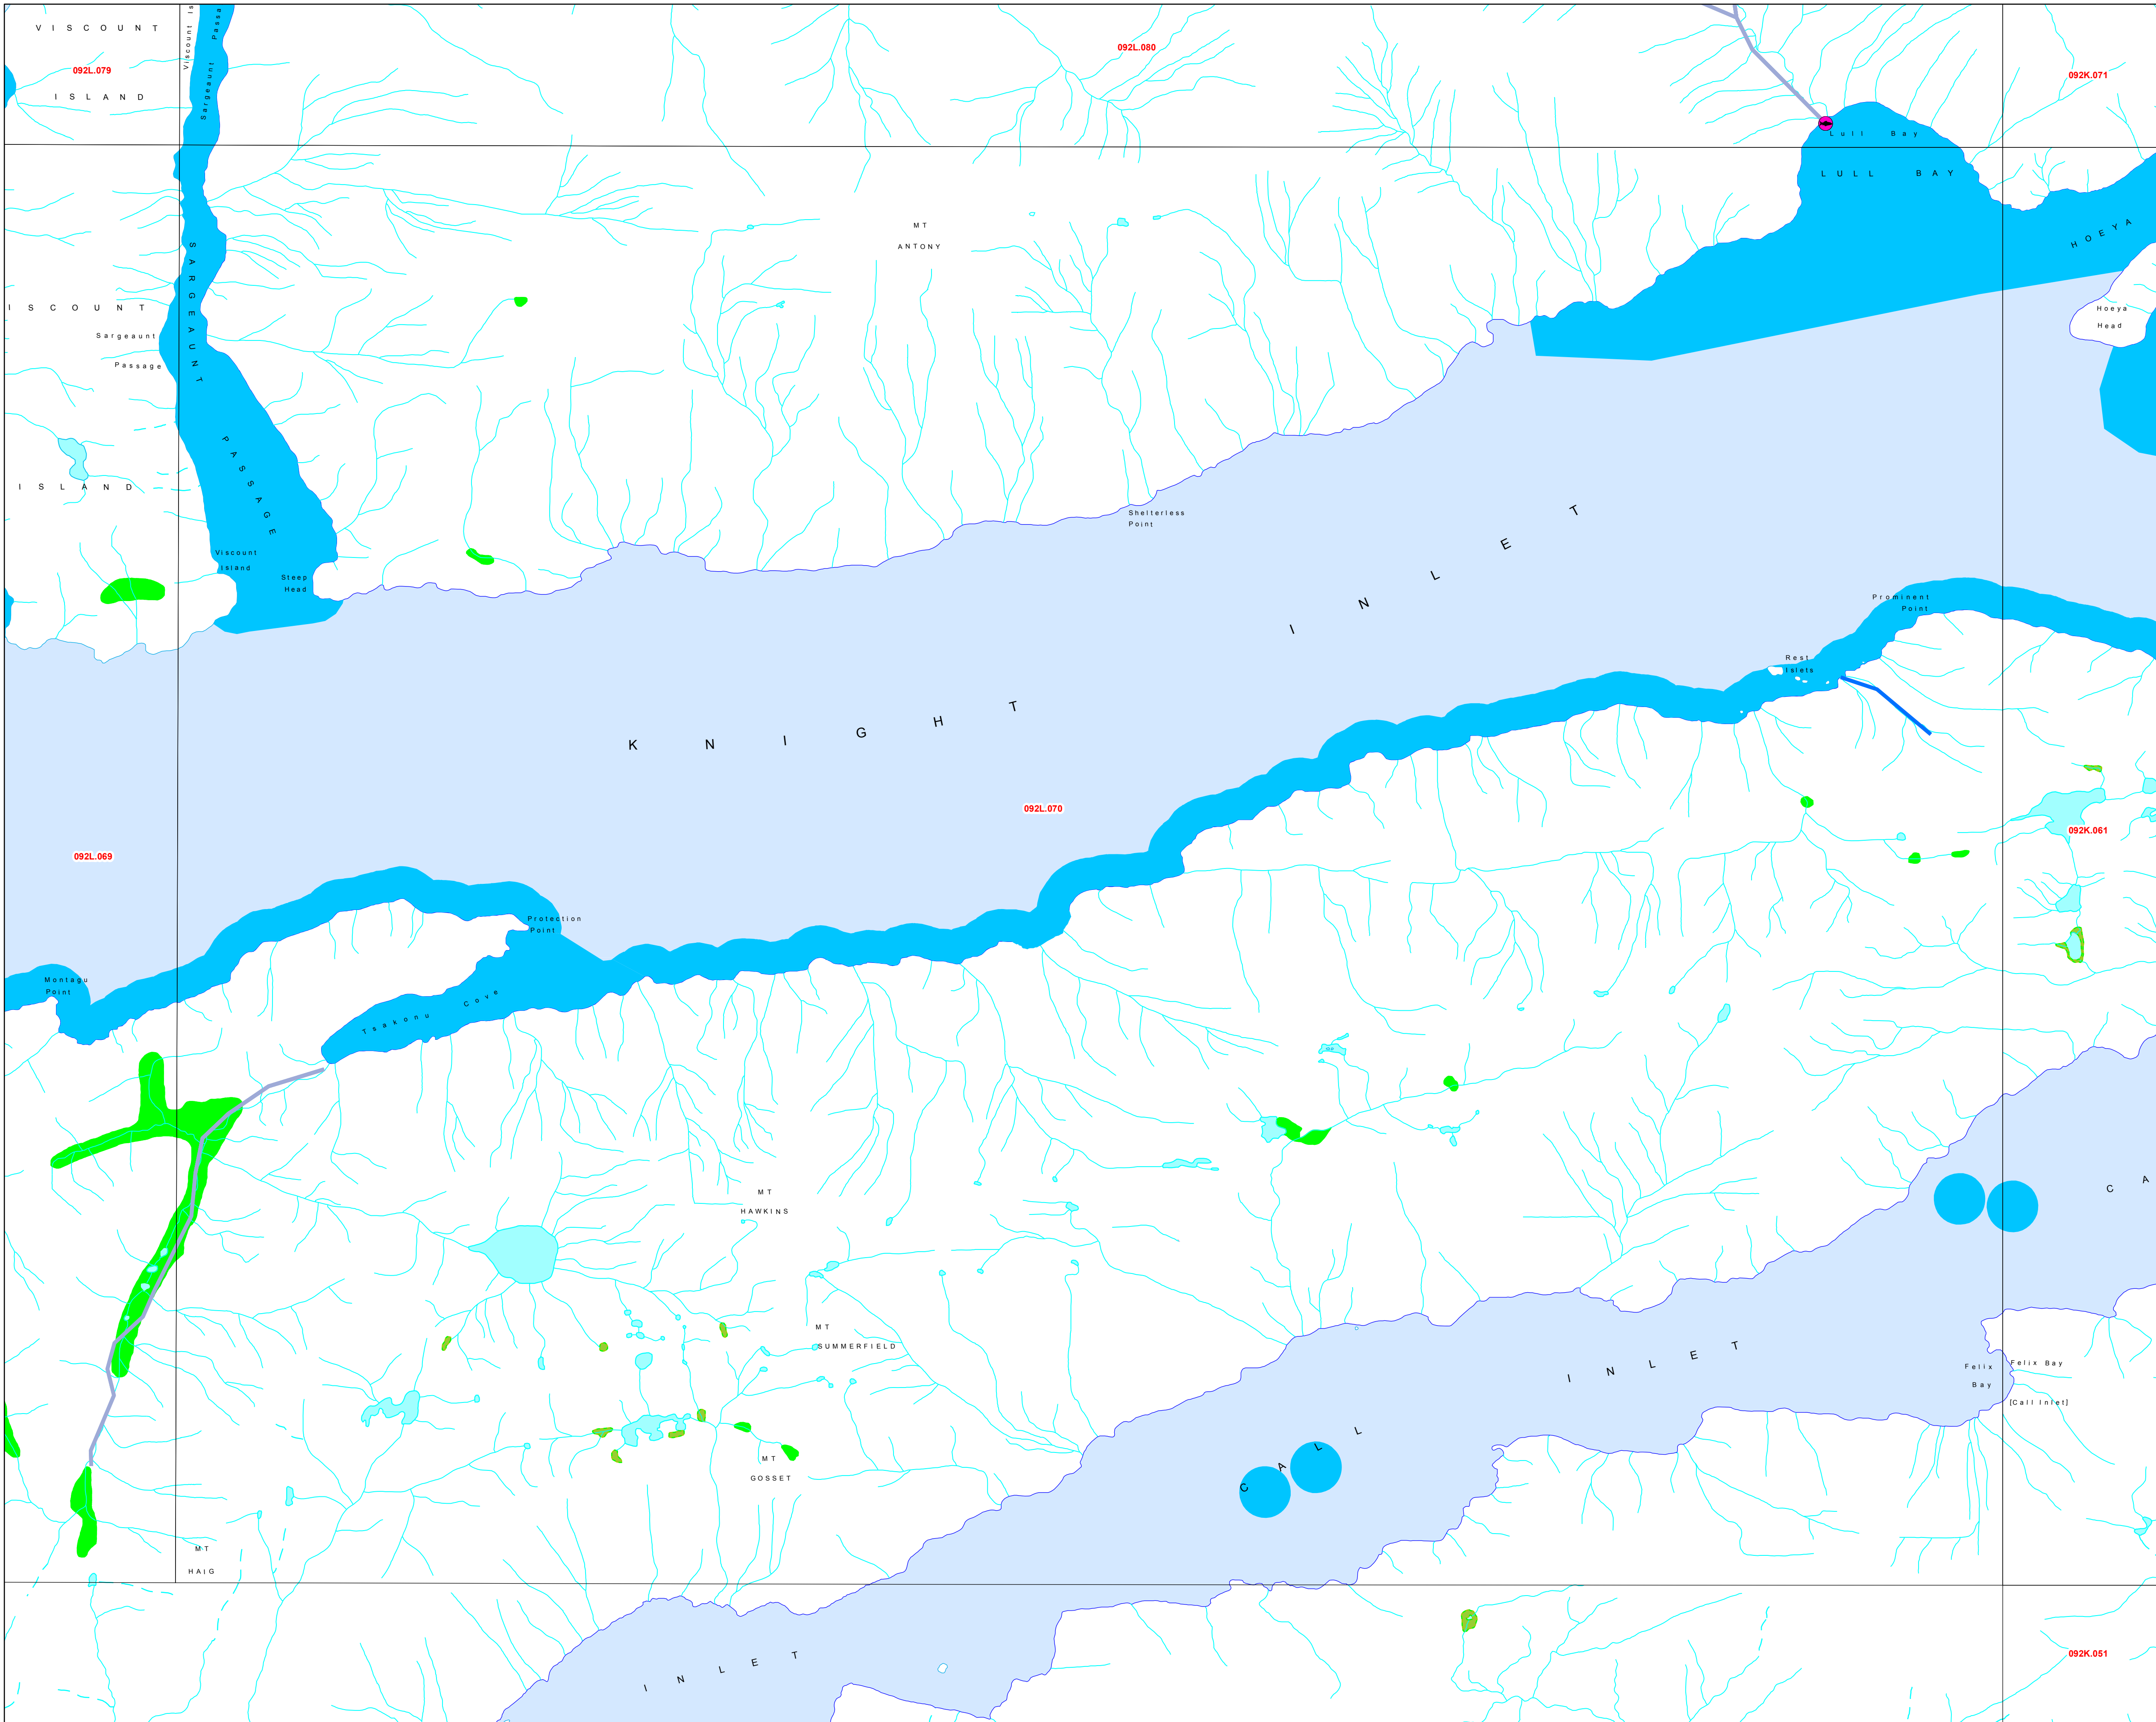 VISCOUNT
092L.079
ISLAND
Viscount Is
Sargeaunt Passa
092L.080
092K.071
Lull Bay
LULL BAY
HOEYA
MT
ANTONY
SARGEAUNT PASSAGE
ISCOUNT
Sargeaunt
Passage
Hoeya
Head
ISLAND
Shelterless
Point
Viscount
Island
Steep
Head
Prominent
Point
Rest
Islets
KNIGHT INLET
092L.070
092K.061
092L.069
Protection
Point
Montagu
Point
Tsakonu Cove
MT
HAWKINS
CA
MT
SUMMERFIELD
CALL INLET
Felix
Bay
Felix Bay
[Call Inlet]
MT
GOSSET
MT
HAIG
INLET
092K.051